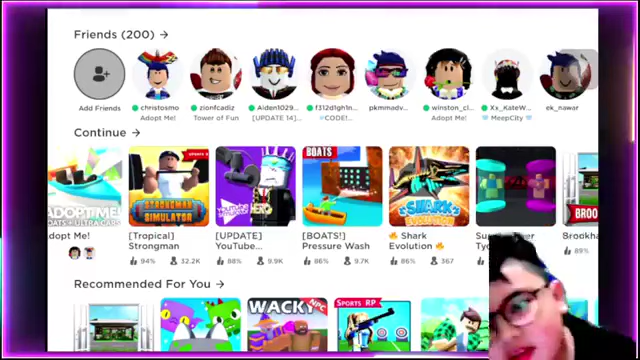 Friends (200) →
Add Friends
christosmo
zionfcadiz
Aiden1029...
f312d1gh1n...
pkmmadv...
winston_cl...
Xx_KateW...
ek_nawar
Adopt Me!
Tower of Fun
[UPDATE 14]...
#CODE!...
Adopt Me!
MeepCity
Continue →
ADOPT ME!
STRONGMAN
SIMULATOR
BOATS
SHARK
dopt Me!
[Tropical]
Strongman
94%
32.2K
[UPDATE]
YouTube...
88%
9.9K
[BOATS!]
Pressure Wash
86%
9.7K
Shark
Evolution
86%
367
Brookha
89%
Recommended For You →
WACKY
NPC
SPORTS RP